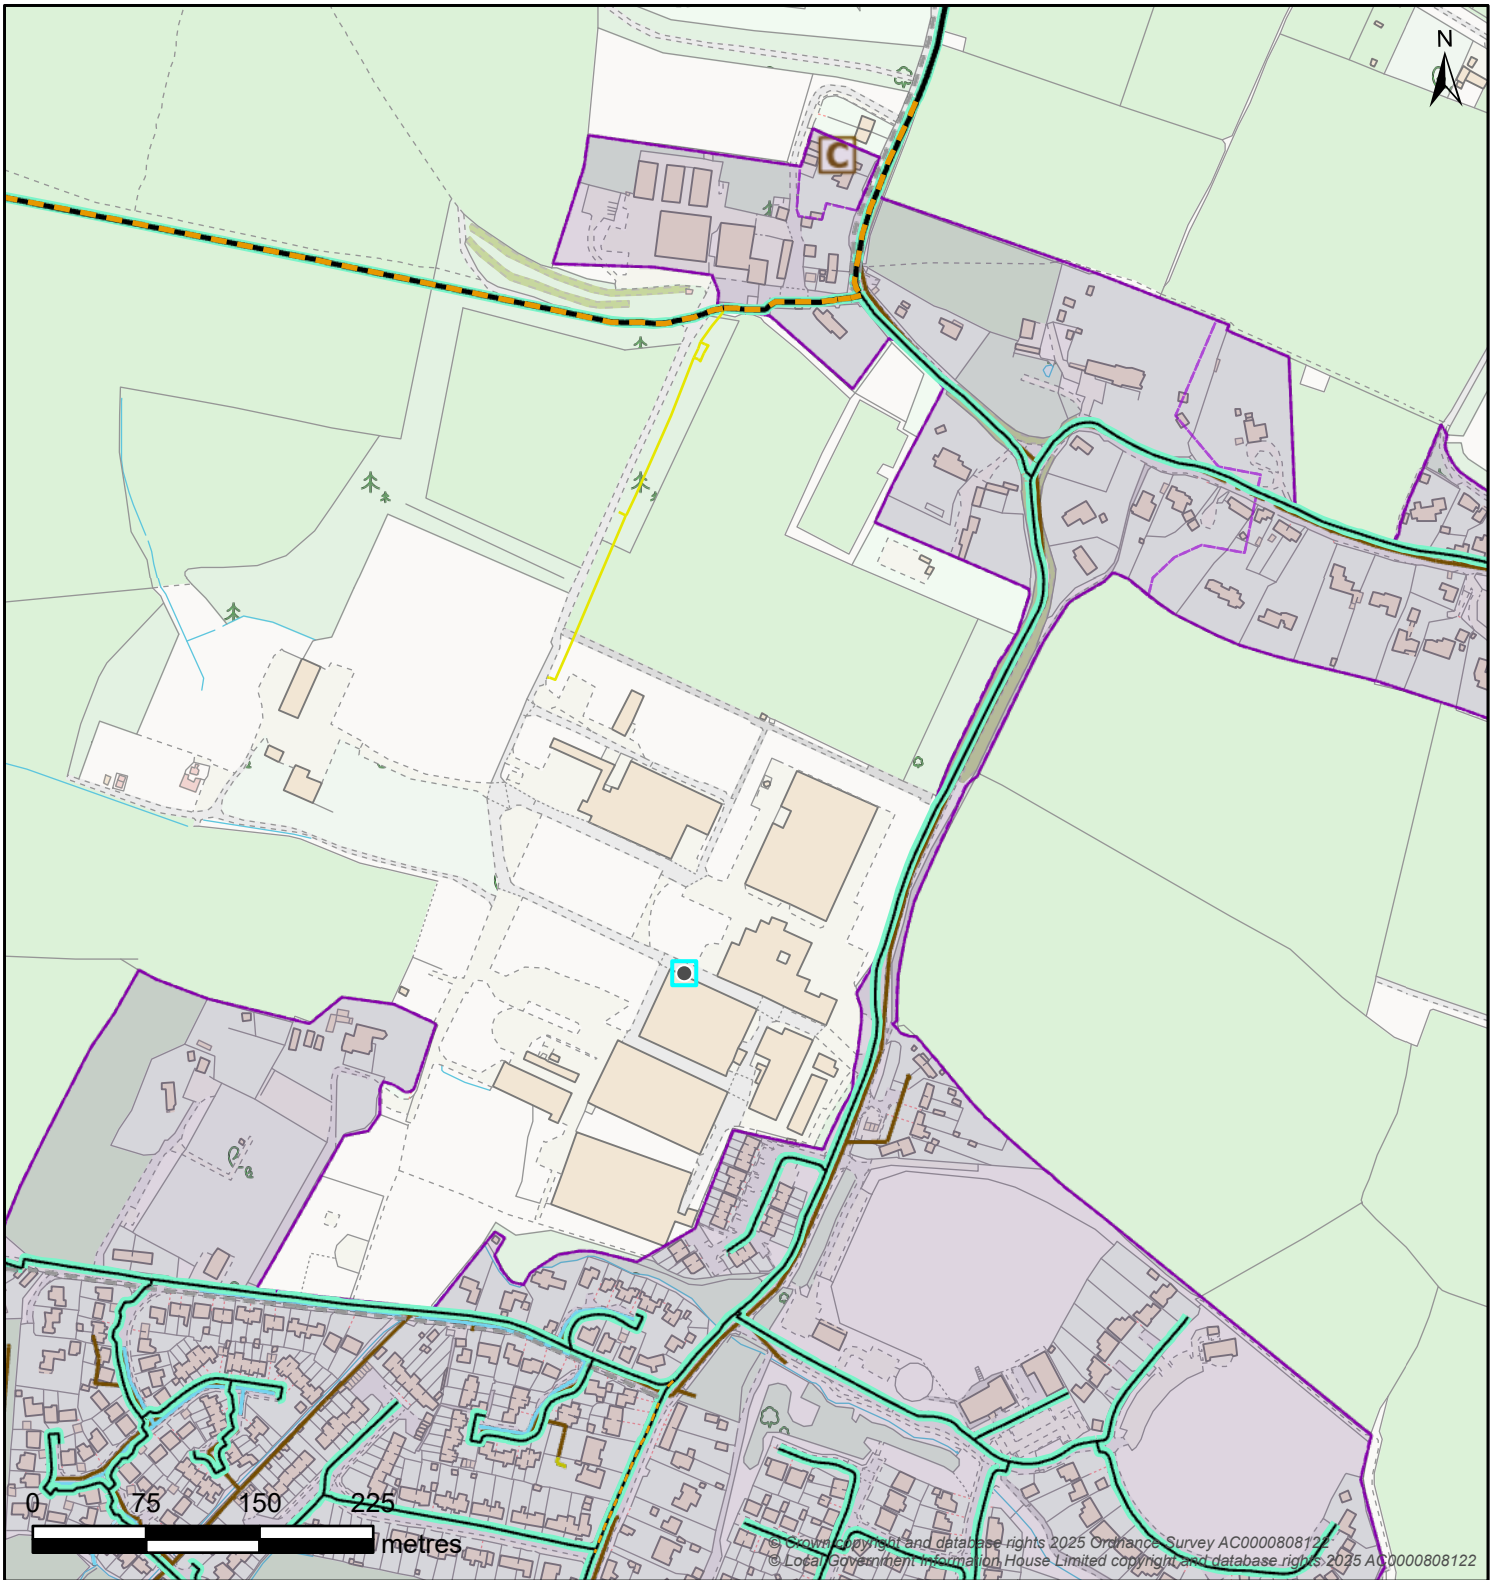 N
C
0 75 150 225
metres
© Crown copyright and database rights 2025 Ordnance Survey AC0000808122
© Local Government Information House Limited copyright and database rights 2025 AC0000808122